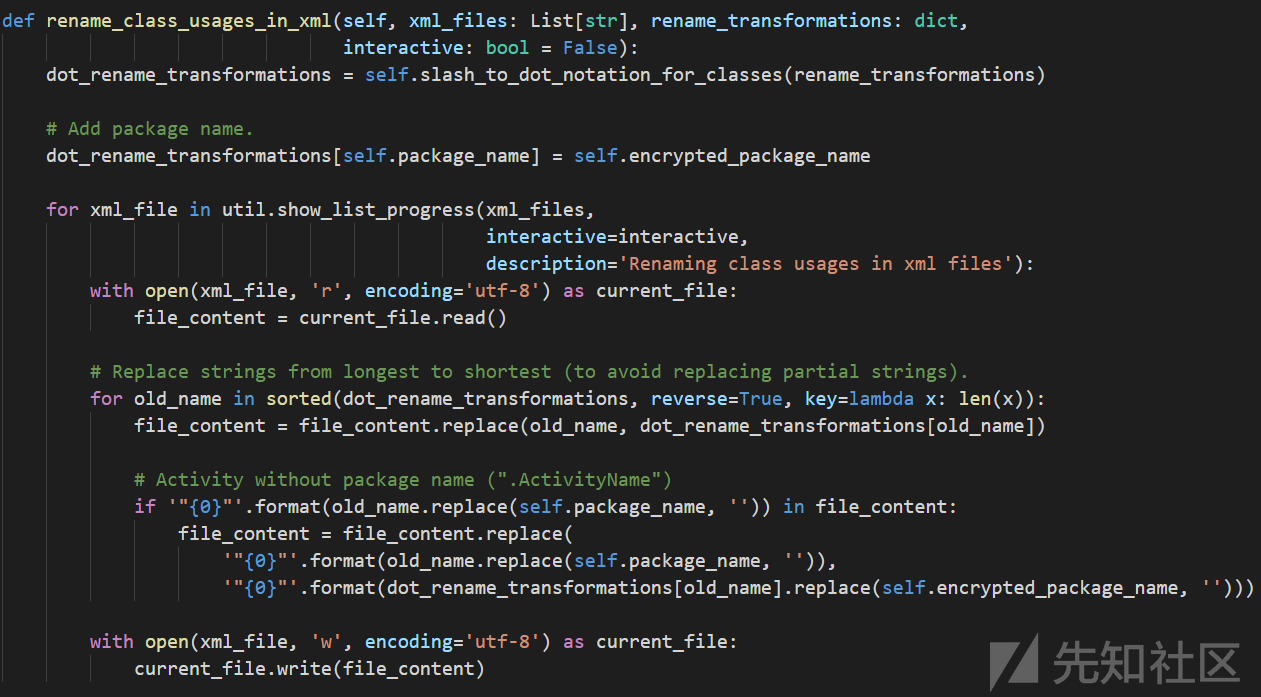 def rename_class_usages_in_xml(self, xml_files: List[str], rename_transformations: dict,
                               interactive: bool = False):
    dot_rename_transformations = self.slash_to_dot_notation_for_classes(rename_transformations)

    # Add package name.
    dot_rename_transformations[self.package_name] = self.encrypted_package_name

    for xml_file in util.show_list_progress(xml_files,
                                            interactive=interactive,
                                            description='Renaming class usages in xml files'):
        with open(xml_file, 'r', encoding='utf-8') as current_file:
            file_content = current_file.read()

        # Replace strings from longest to shortest (to avoid replacing partial strings).
        for old_name in sorted(dot_rename_transformations, reverse=True, key=lambda x: len(x)):
            file_content = file_content.replace(old_name, dot_rename_transformations[old_name])

            # Activity without package name (".ActivityName")
            if '"{0}"'.format(old_name.replace(self.package_name, '')) in file_content:
                file_content = file_content.replace(
                    '"{0}"'.format(old_name.replace(self.package_name, '')),
                    '"{0}"'.format(dot_rename_transformations[old_name].replace(self.encrypted_package_name, '')))

        with open(xml_file, 'w', encoding='utf-8') as current_file:
            current_file.write(file_content)
先知社区